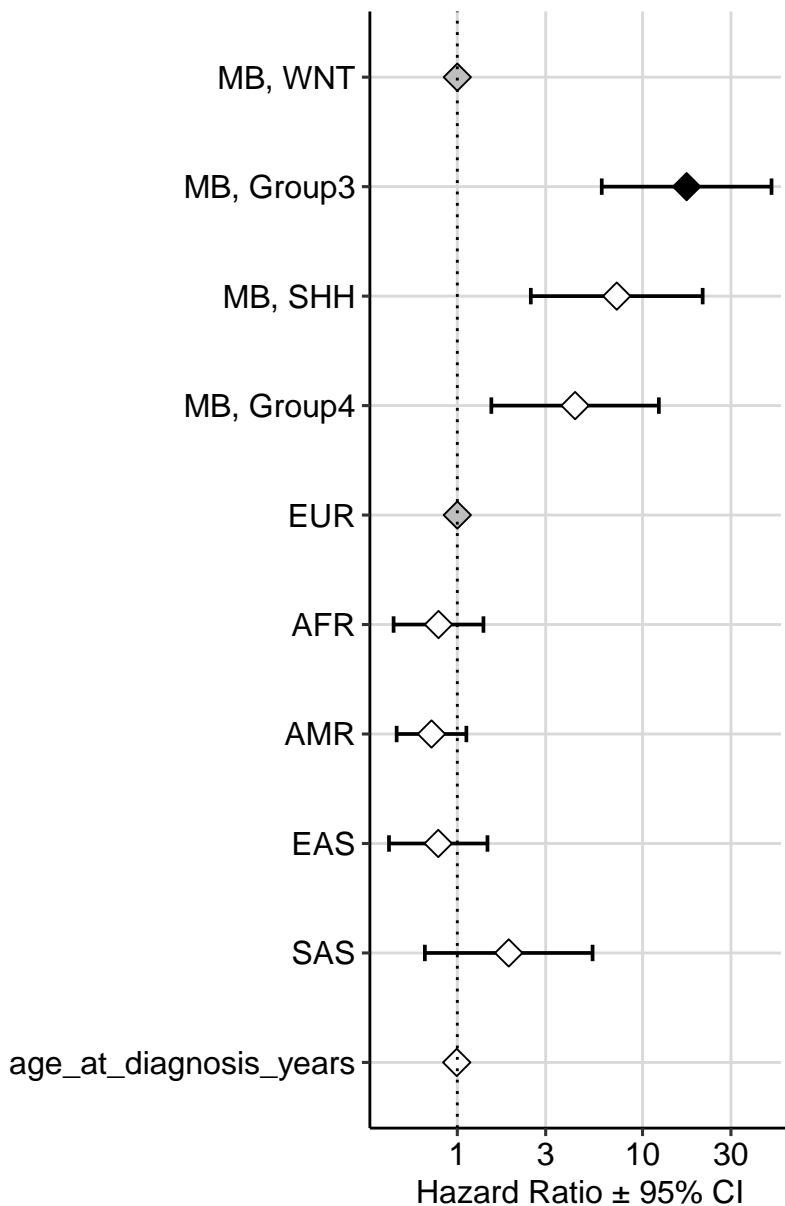 MB, WNT
MB, Group3
MB, SHH
MB, Group4
EUR
AFR
AMR
EAS
SAS
age_at_diagnosis_years
1 3 10 30
Hazard Ratio ± 95% CI